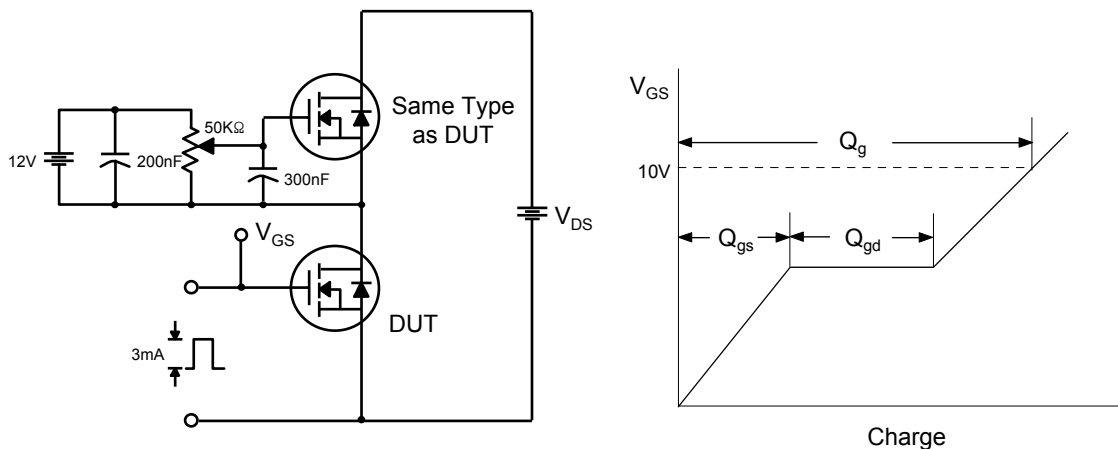 12V
200nF
50KΩ
300nF
Same Type
as DUT
V_DS
V_GS
DUT
3mA
V_GS
10V
Q_g
Q_gs
Q_gd
Charge